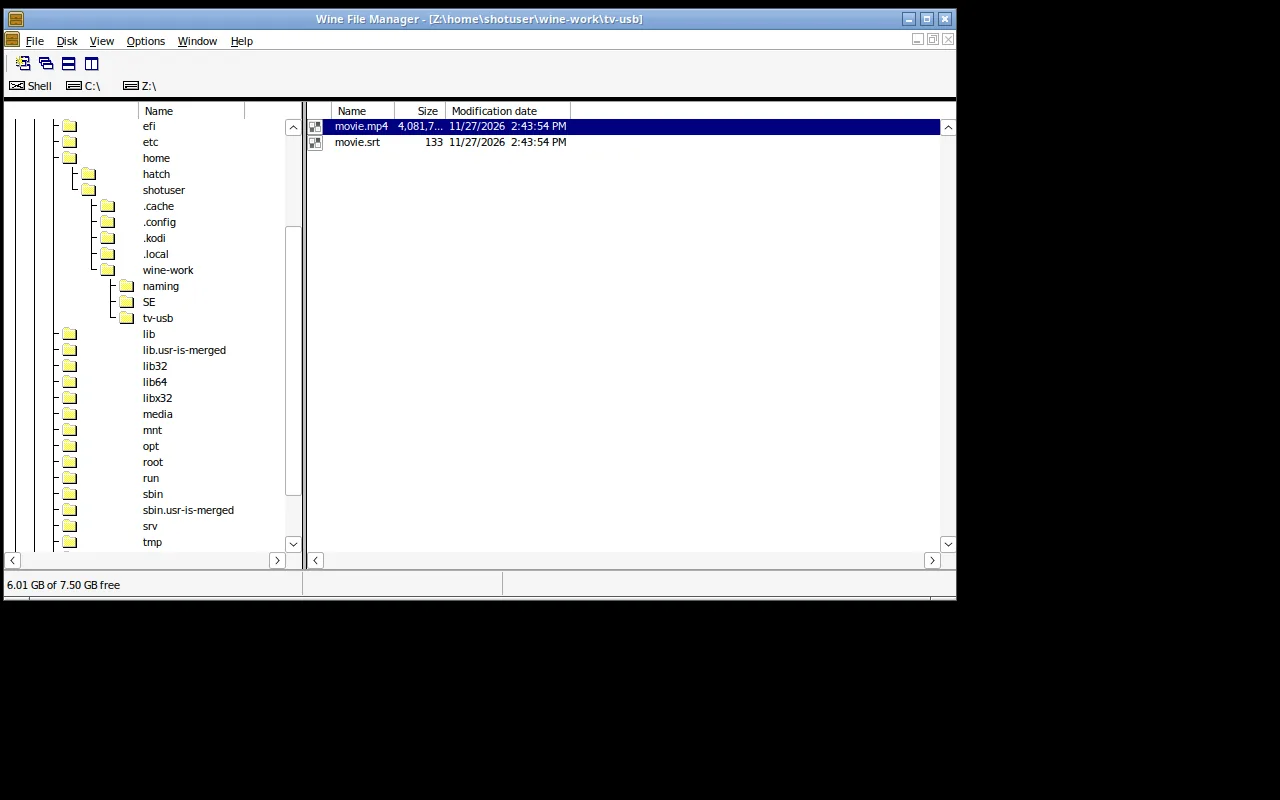 Wine File Manager - [Z:\home\shotuser\wine-work\tv-usb]
File Disk View Options Window Help
Shell C:\ Z:\
Name
efi
etc
home
hatch
shotuser
.cache
.config
.kodi
.local
wine-work
naming
SE
tv-usb
lib
lib.usr-is-merged
lib32
lib64
libx32
media
mnt
opt
root
run
sbin
sbin.usr-is-merged
srv
tmp
Name Size Modification date
movie.mp4 4,081,7... 11/27/2026 2:43:54 PM
movie.srt 133 11/27/2026 2:43:54 PM
6.01 GB of 7.50 GB free